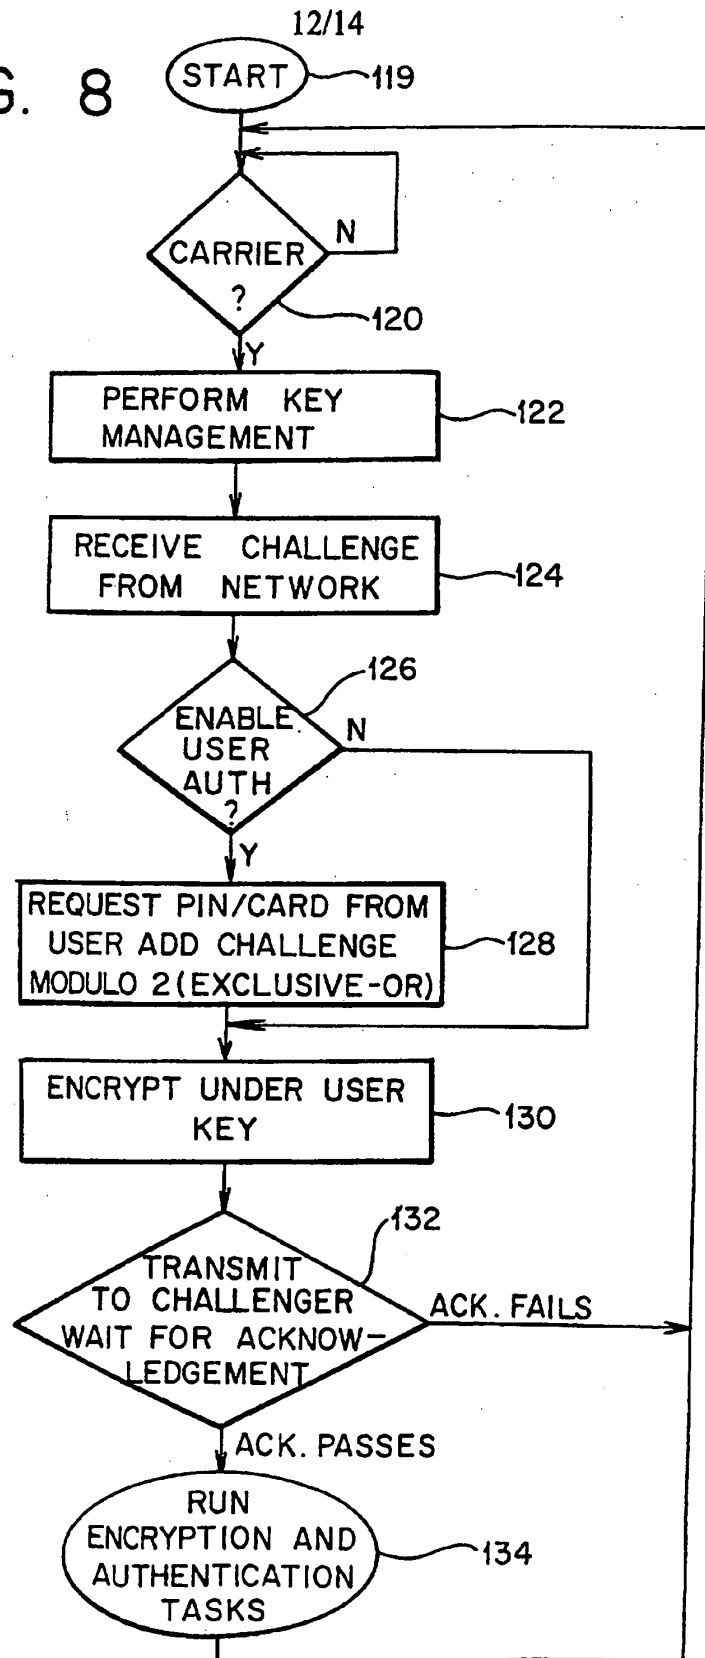 12/14
G. 8
START
119
CARRIER
?
N
120
Y
PERFORM KEY
MANAGEMENT
122
RECEIVE CHALLENGE
FROM NETWORK
124
126
ENABLE
USER
AUTH
?
N
Y
REQUEST PIN/CARD FROM
USER ADD CHALLENGE
MODULO 2 (EXCLUSIVE-OR)
128
ENCRYPT UNDER USER
KEY
130
132
TRANSMIT
TO CHALLENGER
WAIT FOR ACKNOW-
LEDGEMENT
ACK. FAILS
ACK. PASSES
RUN
ENCRYPTION AND
AUTHENTICATION
TASKS
134